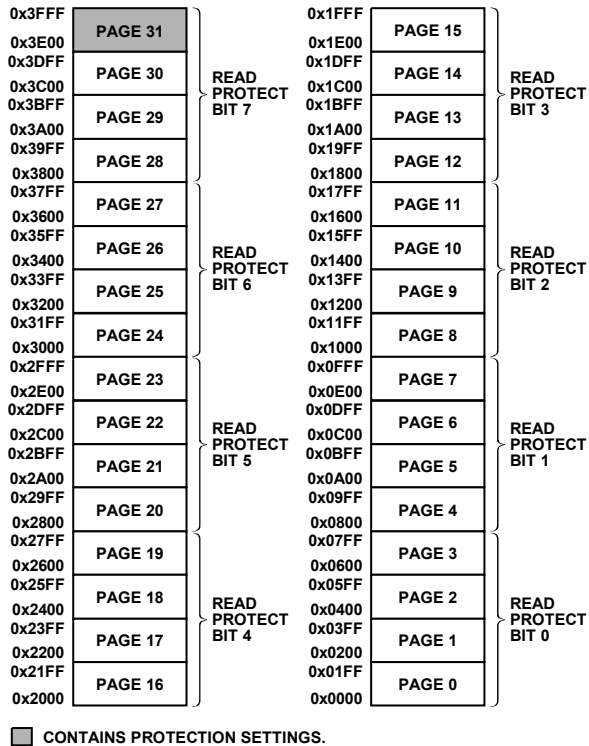 0x3FFF
PAGE 31
0x3E00
0x3DFF
PAGE 30
0x3C00
0x3BFF
PAGE 29
0x3A00
0x39FF
PAGE 28
0x3800
READ
PROTECT
BIT 7
0x37FF
PAGE 27
0x3600
0x35FF
PAGE 26
0x3400
0x33FF
PAGE 25
0x3200
0x31FF
PAGE 24
0x3000
READ
PROTECT
BIT 6
0x2FFF
PAGE 23
0x2E00
0x2DFF
PAGE 22
0x2C00
0x2BFF
PAGE 21
0x2A00
0x29FF
PAGE 20
0x2800
READ
PROTECT
BIT 5
0x27FF
PAGE 19
0x2600
0x25FF
PAGE 18
0x2400
0x23FF
PAGE 17
0x2200
0x21FF
PAGE 16
0x2000
READ
PROTECT
BIT 4
0x1FFF
PAGE 15
0x1E00
0x1DFF
PAGE 14
0x1C00
0x1BFF
PAGE 13
0x1A00
0x19FF
PAGE 12
0x1800
READ
PROTECT
BIT 3
0x17FF
PAGE 11
0x1600
0x15FF
PAGE 10
0x1400
0x13FF
PAGE 9
0x1200
0x11FF
PAGE 8
0x1000
READ
PROTECT
BIT 2
0x0FFF
PAGE 7
0x0E00
0x0DFF
PAGE 6
0x0C00
0x0BFF
PAGE 5
0x0A00
0x09FF
PAGE 4
0x0800
READ
PROTECT
BIT 1
0x07FF
PAGE 3
0x0600
0x05FF
PAGE 2
0x0400
0x03FF
PAGE 1
0x0200
0x01FF
PAGE 0
0x0000
READ
PROTECT
BIT 0
CONTAINS PROTECTION SETTINGS.